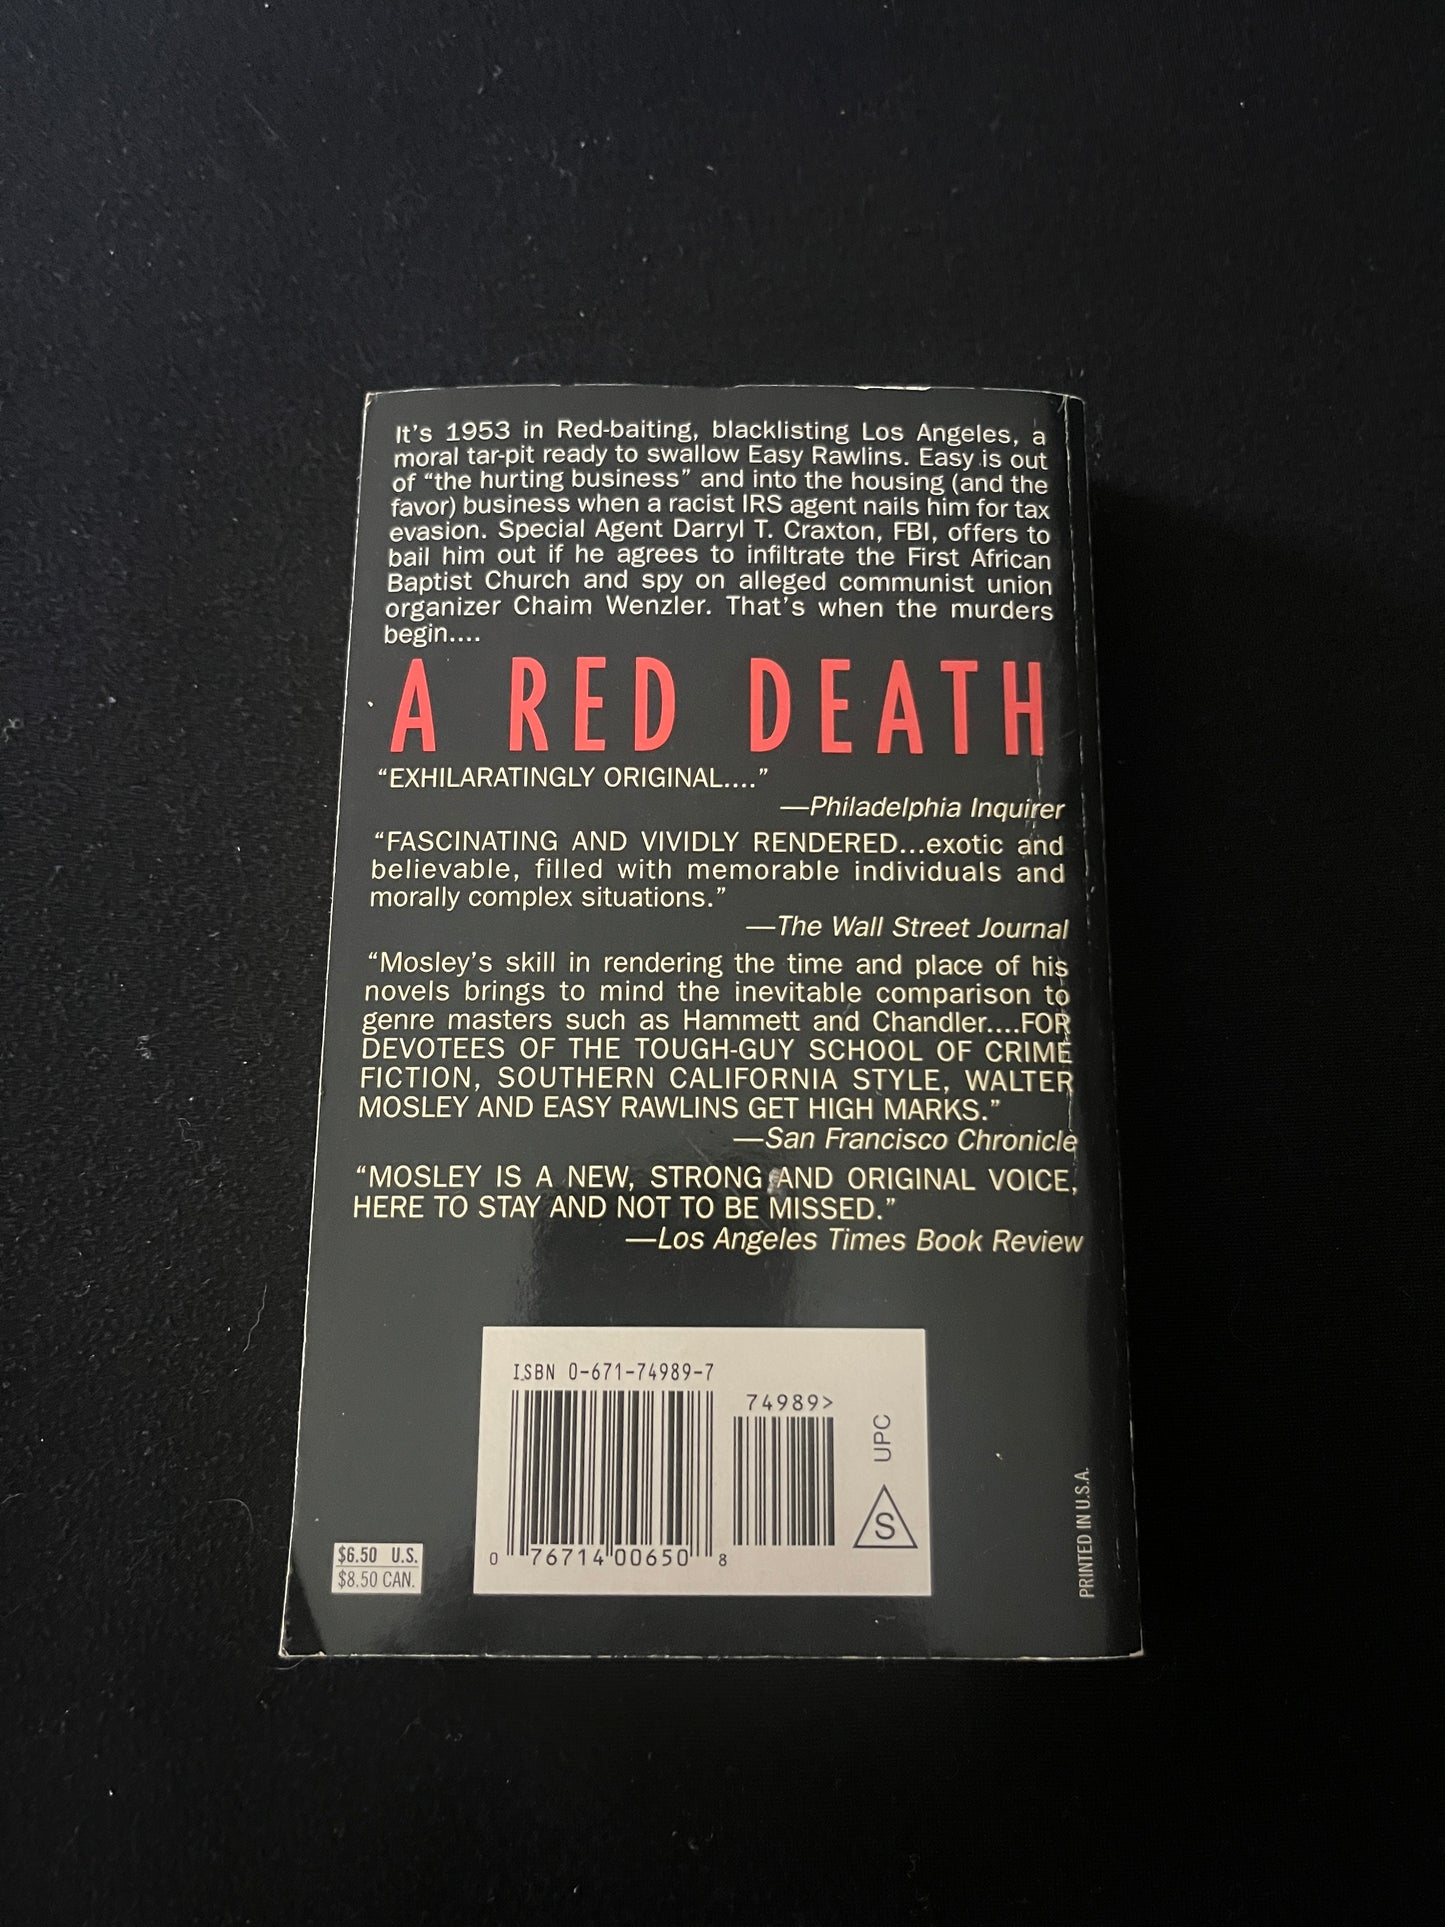 It's 1953 in Red-baiting, blacklisting Los Angeles, a
moral tar-pit ready to swallow Easy Rawlins. Easy is out
of “the hurting business” and into the housing (and the
favor) business when a racist IRS agent nails him for tax
evasion. Special Agent Darryl T. Craxton, FBI, offers to
bail him out if he agrees to infiltrate the First African
Baptist Church and spy on alleged communist union
organizer Chaim Wenzler. That's when the murders
begin....
A RED DEATH
“EXHILARATINGLY ORIGINAL....”
—Philadelphia Inquirer
“FASCINATING AND VIVIDLY RENDERED...exotic and
believable, filled with memorable individuals and
morally complex situations.”
—The Wall Street Journal
“Mosley's skill in rendering the time and place of his
novels brings to mind the inevitable comparison to
genre masters such as Hammett and Chandler....FOR
DEVOTEES OF THE TOUGH-GUY SCHOOL OF CRIME
FICTION, SOUTHERN CALIFORNIA STYLE, WALTER
MOSLEY AND EASY RAWLINS GET HIGH MARKS.”
—San Francisco Chronicle
“MOSLEY IS A NEW, STRONG AND ORIGINAL VOICE,
HERE TO STAY AND NOT TO BE MISSED.”
—Los Angeles Times Book Review
ISBN 0-671-74989-7
74989>
UPC
S
0 76714 00650 8
$6.50 U.S.
$8.50 CAN.
PRINTED IN U.S.A.